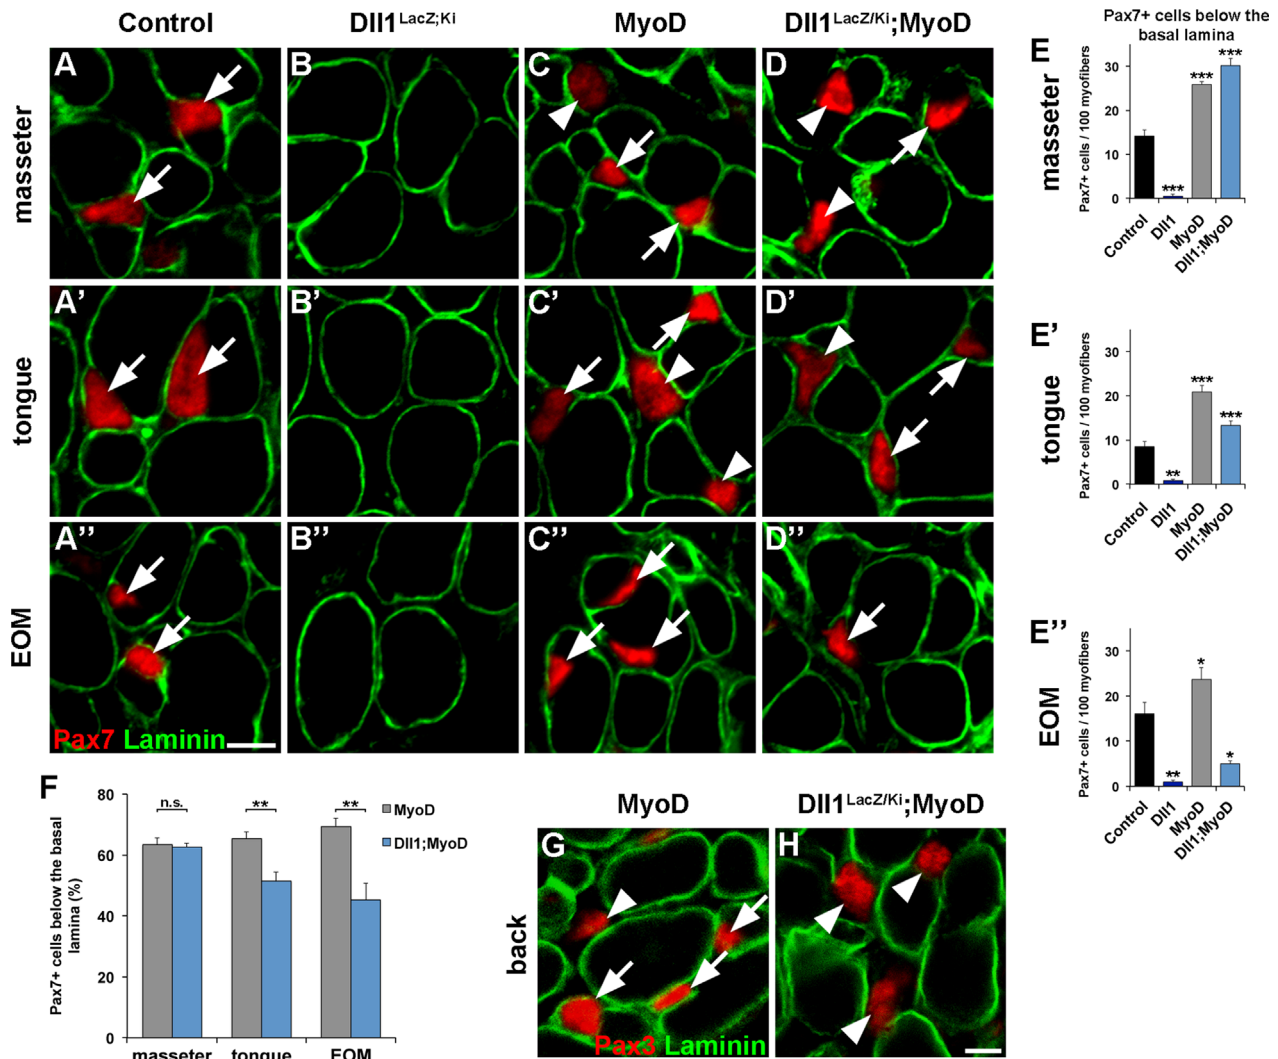 Control
Dll1LacZ;Ki
MyoD
Dll1LacZ/Ki;MyoD
masseter
A
B
C
D
tongue
A’
B’
C’
D’
EOM
A’’
B’’
C’’
D’’
Pax7 Laminin
Pax7+ cells below the
basal lamina
E
masseter
Pax7+ cells / 100 myofibers
30
20
10
0
***
***
***
Control
Dll1
MyoD
Dll1;MyoD
E’
tongue
Pax7+ cells / 100 myofibers
30
20
10
0
**
***
***
Control
Dll1
MyoD
Dll1;MyoD
E’’
EOM
Pax7+ cells / 100 myofibers
30
20
10
0
**
*
*
Control
Dll1
MyoD
Dll1;MyoD
F
Pax7+ cells below the basal
lamina (%)
80
60
40
20
0
n.s.
**
**
MyoD
Dll1;MyoD
masseter
tongue
EOM
MyoD
Dll1LacZ/Ki;MyoD
back
G
H
Pax3 Laminin